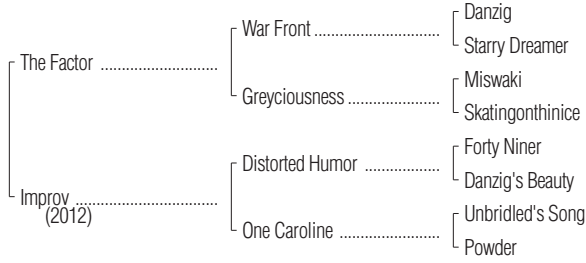 Danzig
War Front
Starry Dreamer
The Factor
Miswaki
Greyciousness
Skatingonthinice
Forty Niner
Distorted Humor
Danzig's Beauty
Improv
(2012)
Unbridled's Song
One Caroline
Powder